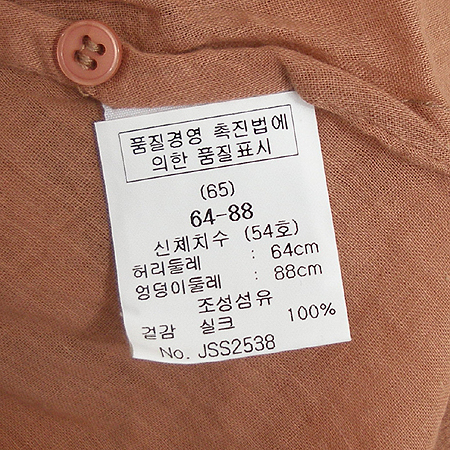 품질경영 촉진법에
의한 품질표시
(65)
64-88
신체치수 (54호)
허리둘레 : 64cm
엉덩이둘레 : 88cm
조성섬유
겉감 실크 100%
No. JSS2538